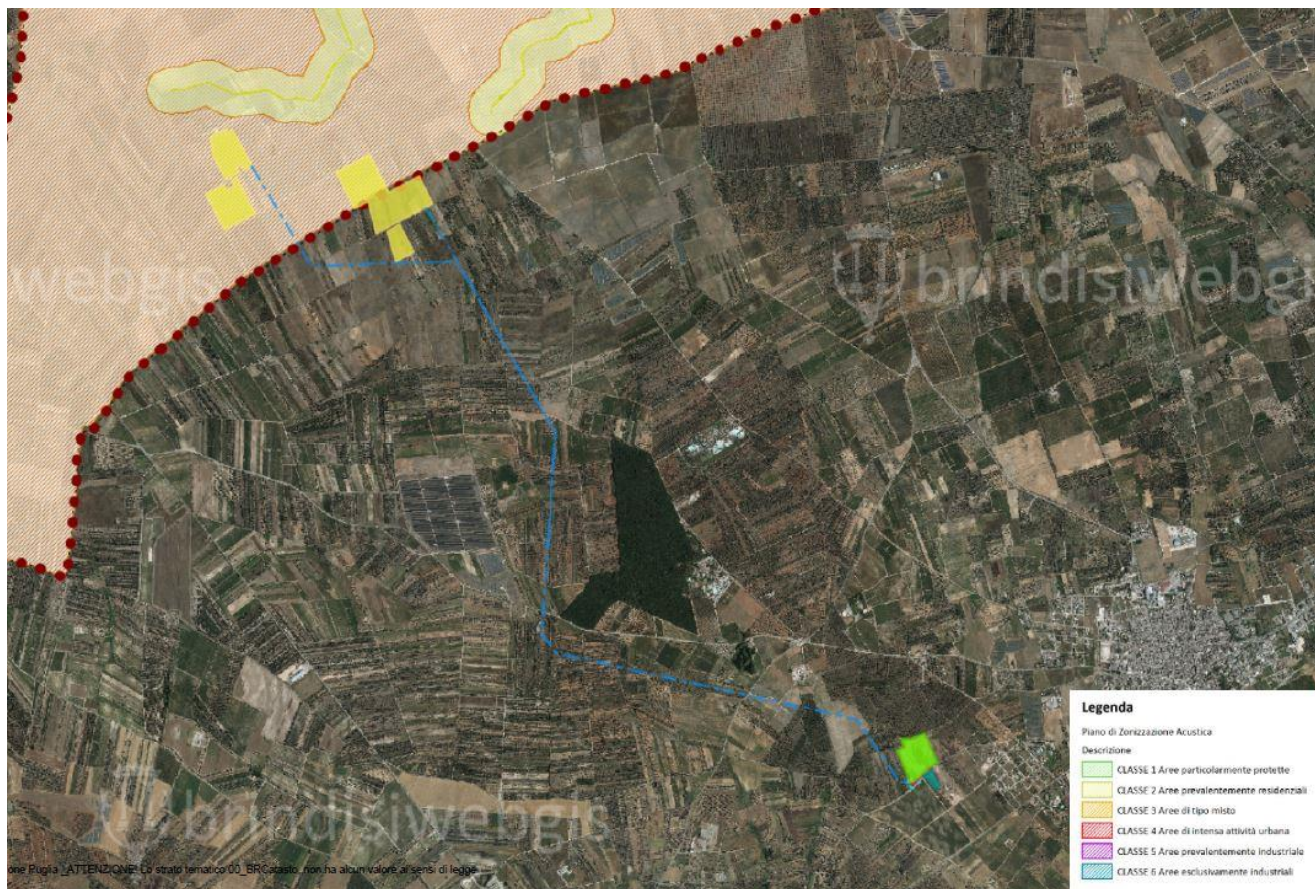 webgis
brindisiwebgis
Legenda
Piano di Zonizzazione Acustica
Descrizione
CLASSE 1 Aree particolarmente protette
CLASSE 2 Aree prevalentemente residenziali
CLASSE 3 Aree di tipo misto
CLASSE 4 Aree di intensa attività urbana
CLASSE 5 Aree prevalentemente industriale
CLASSE 6 Aree esclusivamente industriali
brindisiwebgis
one Puglia _ATTENZIONE! Lo strato tematico 00_BRCatasto non ha alcun valore ai sensi di legge